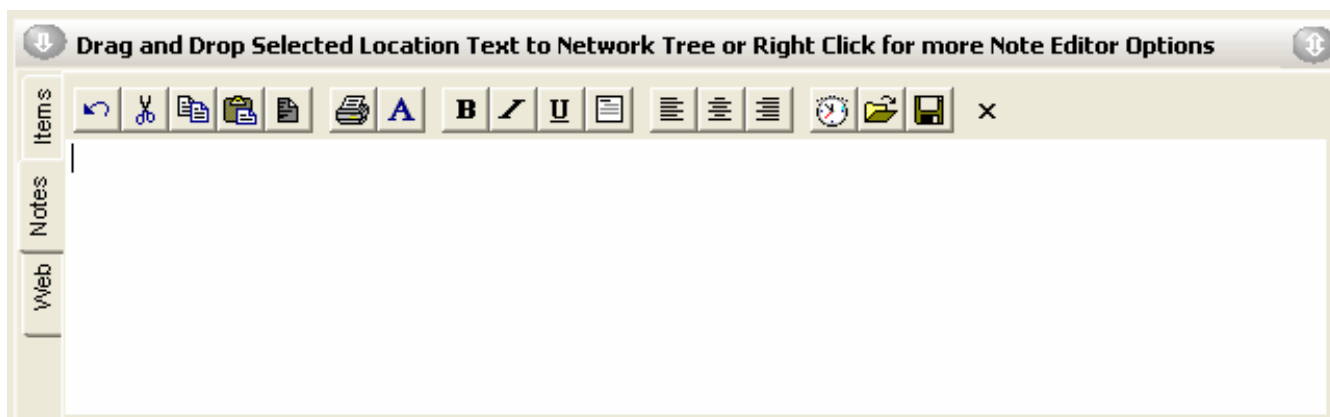 Drag and Drop Selected Location Text to Network Tree or Right Click for more Note Editor Options
Items
A B I U
Notes
Web